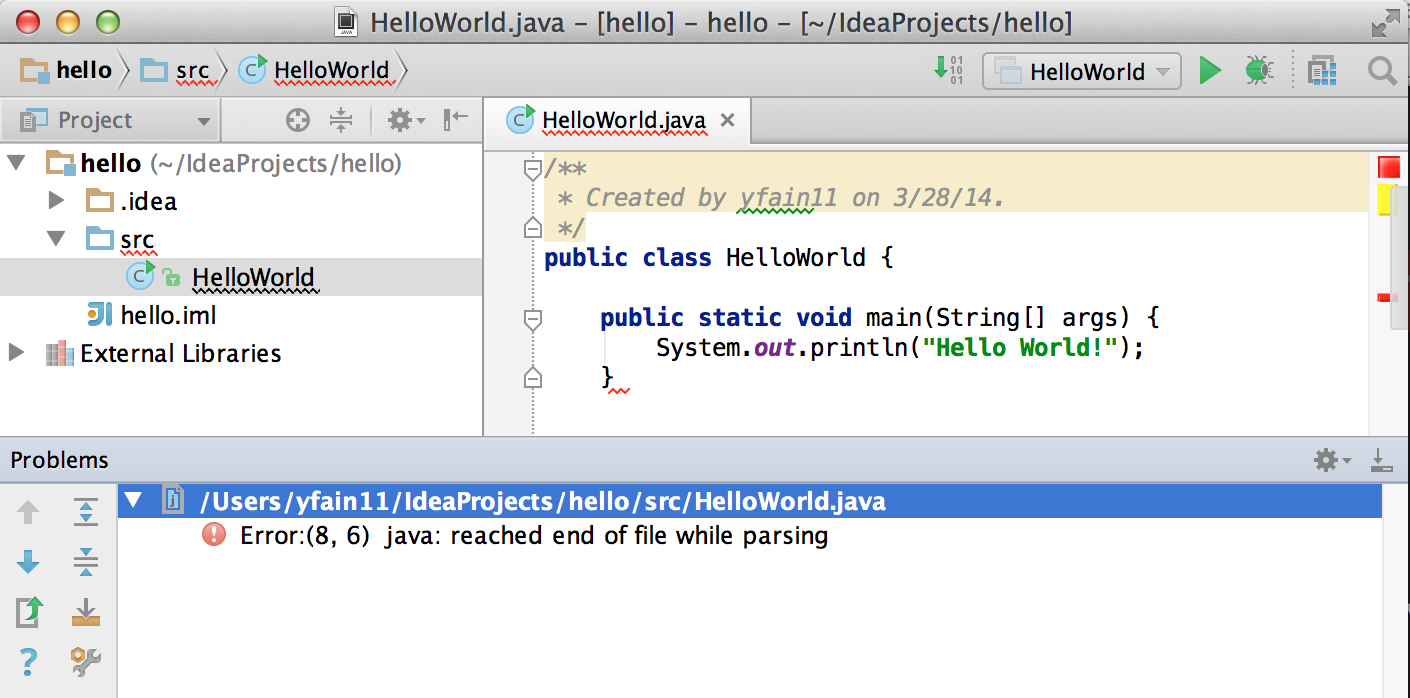 HelloWorld.java – [hello] – hello – [~/IdeaProjects/hello]
hello src HelloWorld HelloWorld
Project
HelloWorld.java
hello (~/IdeaProjects/hello)
.idea
src
HelloWorld
hello.iml
External Libraries
/**
* Created by yfain11 on 3/28/14.
*/
public class HelloWorld {
public static void main(String[] args) {
System.out.println("Hello World!");
}
Problems
/Users/yfain11/IdeaProjects/hello/src/HelloWorld.java
Error:(8, 6) java: reached end of file while parsing